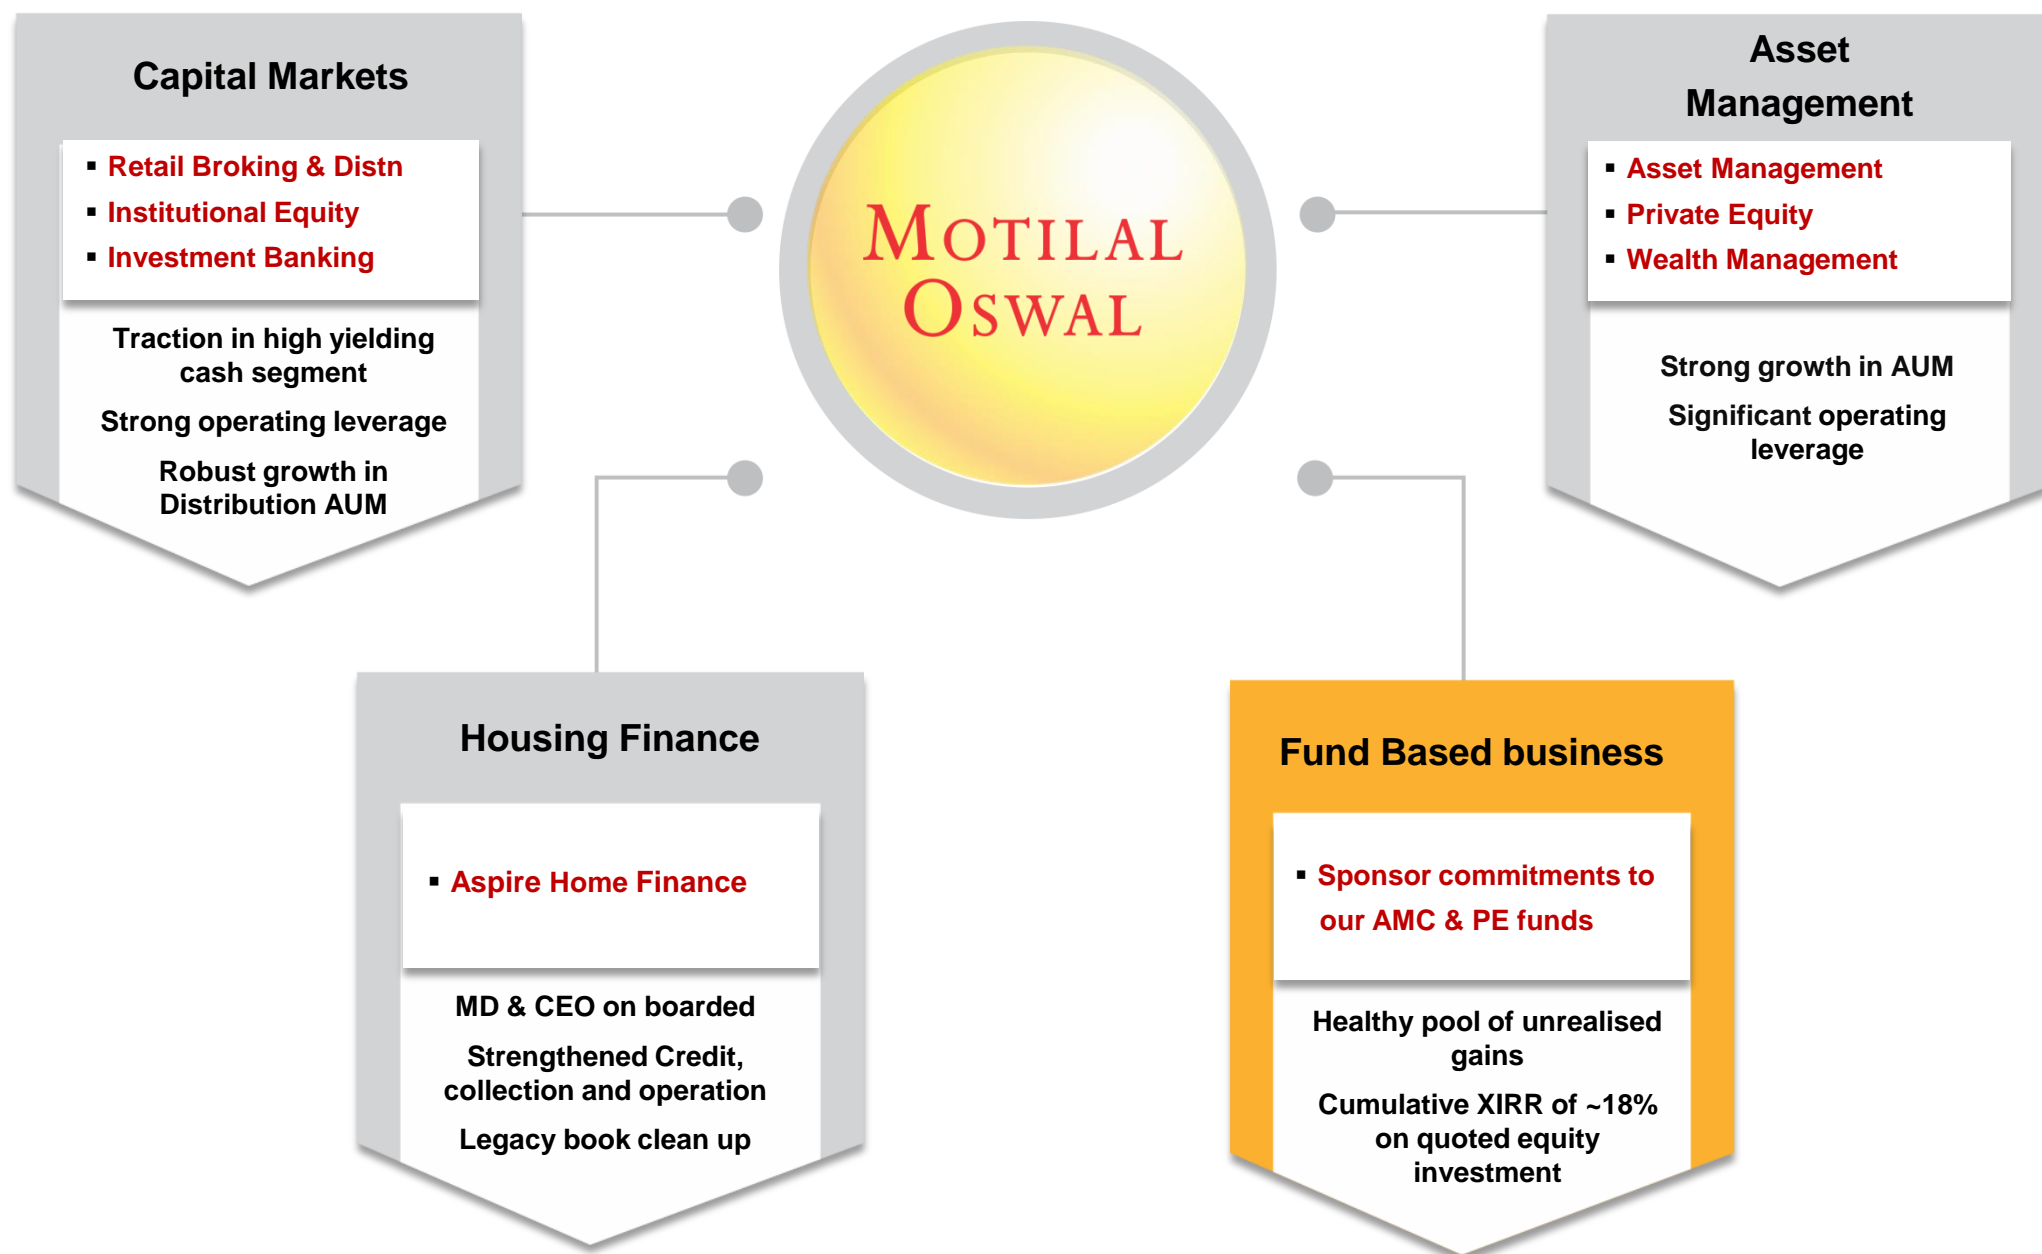 Capital Markets
▪ Retail Broking & Distn
▪ Institutional Equity
▪ Investment Banking
Traction in high yielding
cash segment
Strong operating leverage
Robust growth in
Distribution AUM
MOTILAL
OSWAL
Asset
Management
▪ Asset Management
▪ Private Equity
▪ Wealth Management
Strong growth in AUM
Significant operating
leverage
Housing Finance
▪ Aspire Home Finance
MD & CEO on boarded
Strengthened Credit,
collection and operation
Legacy book clean up
Fund Based business
▪ Sponsor commitments to
our AMC & PE funds
Healthy pool of unrealised
gains
Cumulative XIRR of ~18%
on quoted equity
investment